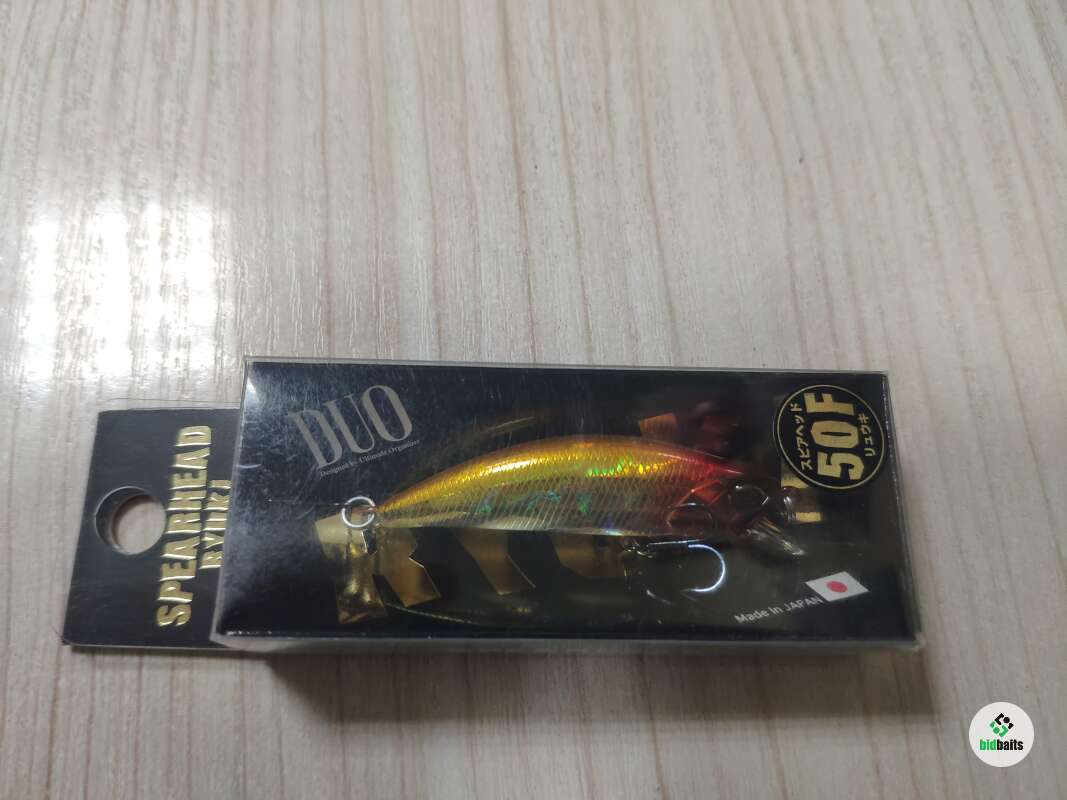 SPEARHEAD
RYUKI
DUO
Designed by Ultimate Organizer
スピアヘッド
50F
リュウキ
Made in JAPAN
bidbaits